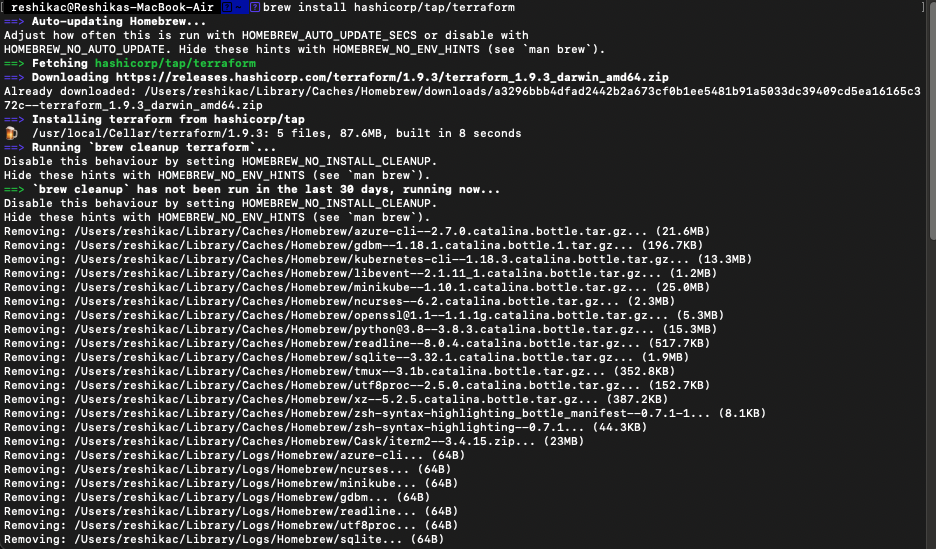 [ reshikac@Reshikas-MacBook-Air ~ brew install hashicorp/tap/terraform ]
==> Auto-updating Homebrew...
Adjust how often this is run with HOMEBREW_AUTO_UPDATE_SECS or disable with
HOMEBREW_NO_AUTO_UPDATE. Hide these hints with HOMEBREW_NO_ENV_HINTS (see `man brew`).
==> Fetching hashicorp/tap/terraform
==> Downloading https://releases.hashicorp.com/terraform/1.9.3/terraform_1.9.3_darwin_amd64.zip
Already downloaded: /Users/reshikac/Library/Caches/Homebrew/downloads/a3296bbb4dfad2442b2a673cf0b1ee5481b91a5033dc39409cd5ea16165c3
72c--terraform_1.9.3_darwin_amd64.zip
==> Installing terraform from hashicorp/tap
🍺 /usr/local/Cellar/terraform/1.9.3: 5 files, 87.6MB, built in 8 seconds
==> Running `brew cleanup terraform`...
Disable this behaviour by setting HOMEBREW_NO_INSTALL_CLEANUP.
Hide these hints with HOMEBREW_NO_ENV_HINTS (see `man brew`).
==> `brew cleanup` has not been run in the last 30 days, running now...
Disable this behaviour by setting HOMEBREW_NO_INSTALL_CLEANUP.
Hide these hints with HOMEBREW_NO_ENV_HINTS (see `man brew`).
Removing: /Users/reshikac/Library/Caches/Homebrew/azure-cli--2.7.0.catalina.bottle.tar.gz... (21.6MB)
Removing: /Users/reshikac/Library/Caches/Homebrew/gdbm--1.18.1.catalina.bottle.1.tar.gz... (196.7KB)
Removing: /Users/reshikac/Library/Caches/Homebrew/kubernetes-cli--1.18.3.catalina.bottle.tar.gz... (13.3MB)
Removing: /Users/reshikac/Library/Caches/Homebrew/libevent--2.1.11_1.catalina.bottle.tar.gz... (1.2MB)
Removing: /Users/reshikac/Library/Caches/Homebrew/minikube--1.10.1.catalina.bottle.tar.gz... (25.0MB)
Removing: /Users/reshikac/Library/Caches/Homebrew/ncurses--6.2.catalina.bottle.tar.gz... (2.3MB)
Removing: /Users/reshikac/Library/Caches/Homebrew/openssl@1.1--1.1.1g.catalina.bottle.tar.gz... (5.3MB)
Removing: /Users/reshikac/Library/Caches/Homebrew/python@3.8--3.8.3.catalina.bottle.tar.gz... (15.3MB)
Removing: /Users/reshikac/Library/Caches/Homebrew/readline--8.0.4.catalina.bottle.tar.gz... (517.7KB)
Removing: /Users/reshikac/Library/Caches/Homebrew/sqlite--3.32.1.catalina.bottle.tar.gz... (1.9MB)
Removing: /Users/reshikac/Library/Caches/Homebrew/tmux--3.1b.catalina.bottle.tar.gz... (352.8KB)
Removing: /Users/reshikac/Library/Caches/Homebrew/utf8proc--2.5.0.catalina.bottle.tar.gz... (152.7KB)
Removing: /Users/reshikac/Library/Caches/Homebrew/xz--5.2.5.catalina.bottle.tar.gz... (387.2KB)
Removing: /Users/reshikac/Library/Caches/Homebrew/zsh-syntax-highlighting_bottle_manifest--0.7.1-1... (8.1KB)
Removing: /Users/reshikac/Library/Caches/Homebrew/zsh-syntax-highlighting--0.7.1... (44.3KB)
Removing: /Users/reshikac/Library/Caches/Homebrew/Cask/iterm2--3.4.15.zip... (23MB)
Removing: /Users/reshikac/Library/Logs/Homebrew/azure-cli... (64B)
Removing: /Users/reshikac/Library/Logs/Homebrew/ncurses... (64B)
Removing: /Users/reshikac/Library/Logs/Homebrew/minikube... (64B)
Removing: /Users/reshikac/Library/Logs/Homebrew/gdbm... (64B)
Removing: /Users/reshikac/Library/Logs/Homebrew/readline... (64B)
Removing: /Users/reshikac/Library/Logs/Homebrew/utf8proc... (64B)
Removing: /Users/reshikac/Library/Logs/Homebrew/sqlite... (64B)